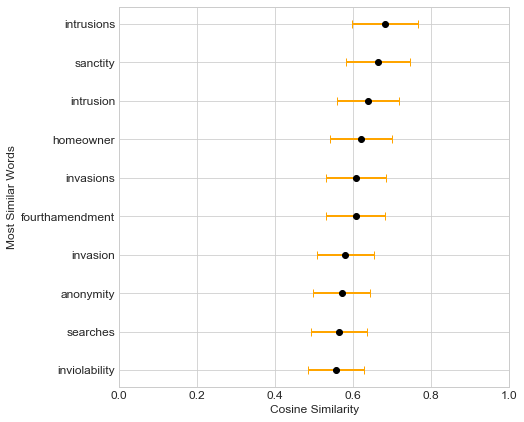 intrusions
sanctity
intrusion
homeowner
invasions
fourthamendment
invasion
anonymity
searches
inviolability
Most Similar Words
0.0 0.2 0.4 0.6 0.8 1.0
Cosine Similarity